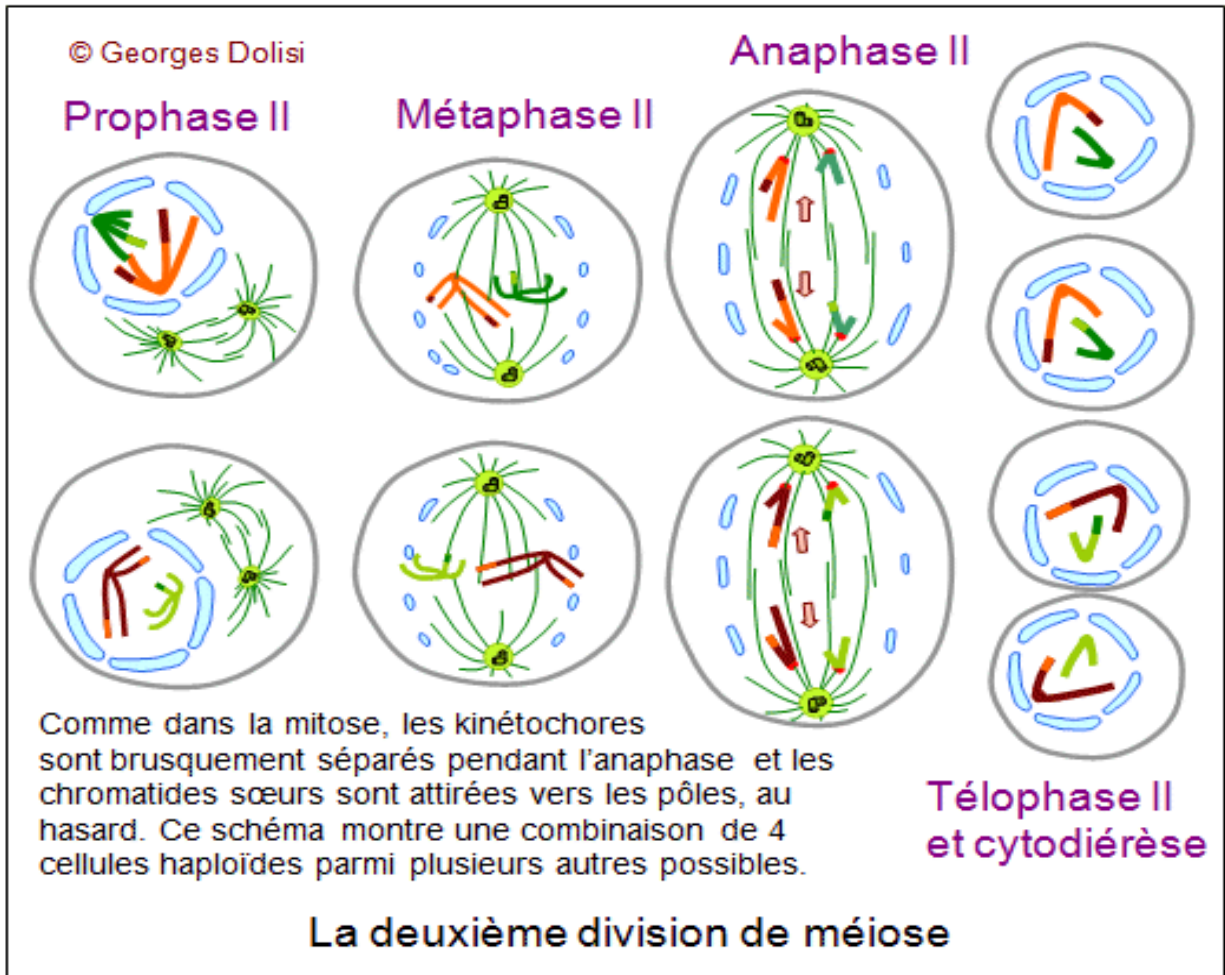 © Georges Dolisi
Prophase II
Métaphase II
Anaphase II
Comme dans la mitose, les kinétochores
sont brusquement séparés pendant l'anaphase et les
chromatides sœurs sont attirées vers les pôles, au
hasard. Ce schéma montre une combinaison de 4
cellules haploïdes parmi plusieurs autres possibles.
Télophase II
et cytodiérèse
La deuxième division de méiose